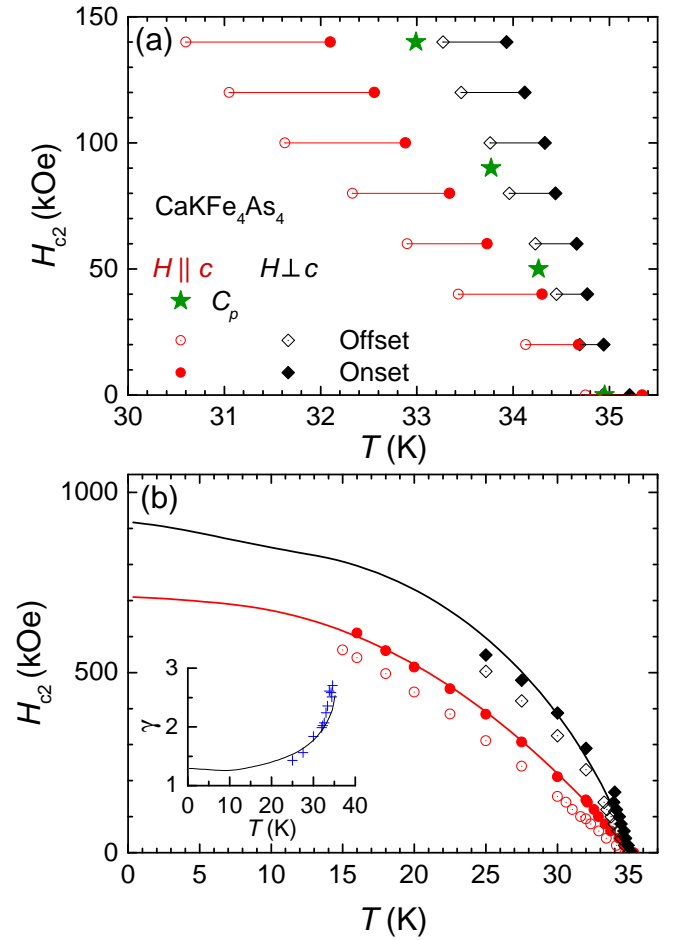 150
(a)
100
H_c2 (kOe)
CaKFe₄As₄
H || c H⊥c
50
C_p
Offset
Onset
0
30 31 32 33 34 35
T (K)
1000
(b)
H_c2 (kOe)
500
3
γ 2
1
0 10 20 30 40
T (K)
0
0 5 10 15 20 25 30 35
T (K)